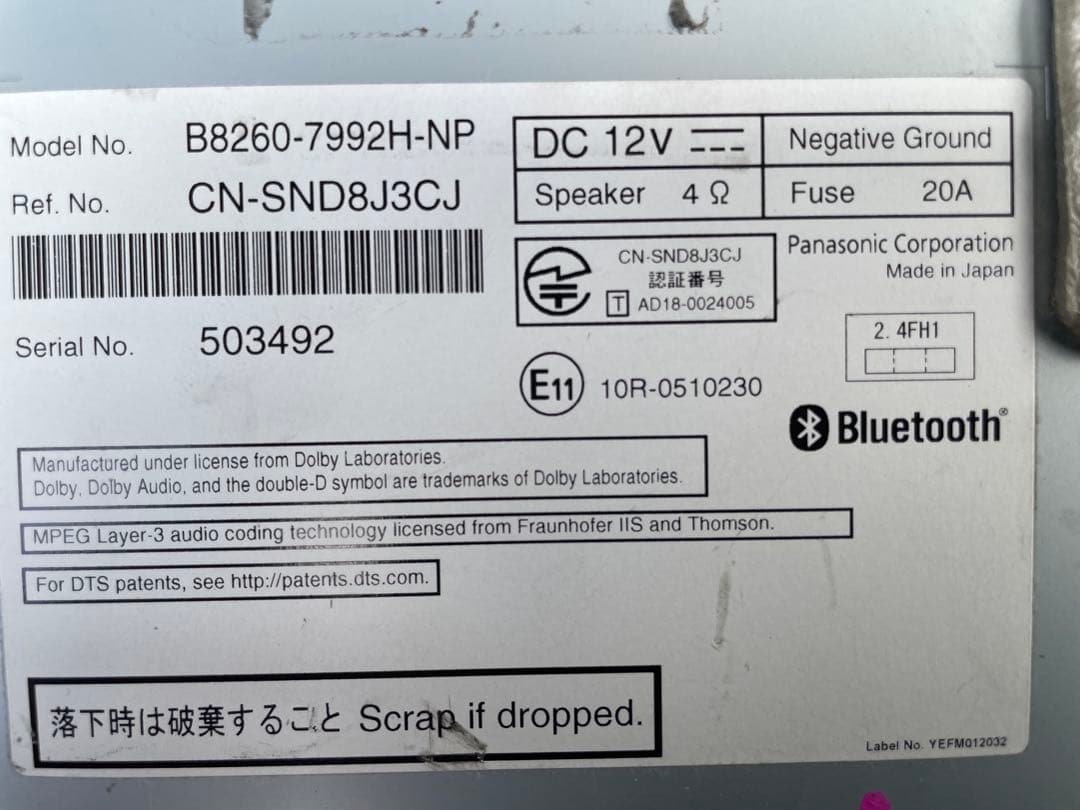 Model No. B8260-7992H-NP
Ref. No. CN-SND8J3CJ
Serial No. 503492
DC 12V
Negative Ground
Speaker 4 Ω
Fuse 20A
CN-SND8J3CJ
認証番号
T AD18-0024005
Panasonic Corporation
Made in Japan
2.4FH1
E11 10R-0510230
Bluetooth®
Manufactured under license from Dolby Laboratories.
Dolby, Dolby Audio, and the double-D symbol are trademarks of Dolby Laboratories.
MPEG Layer-3 audio coding technology licensed from Fraunhofer IIS and Thomson.
For DTS patents, see http://patents.dts.com.
落下時は破棄すること Scrap if dropped.
Label No. YEFM012032